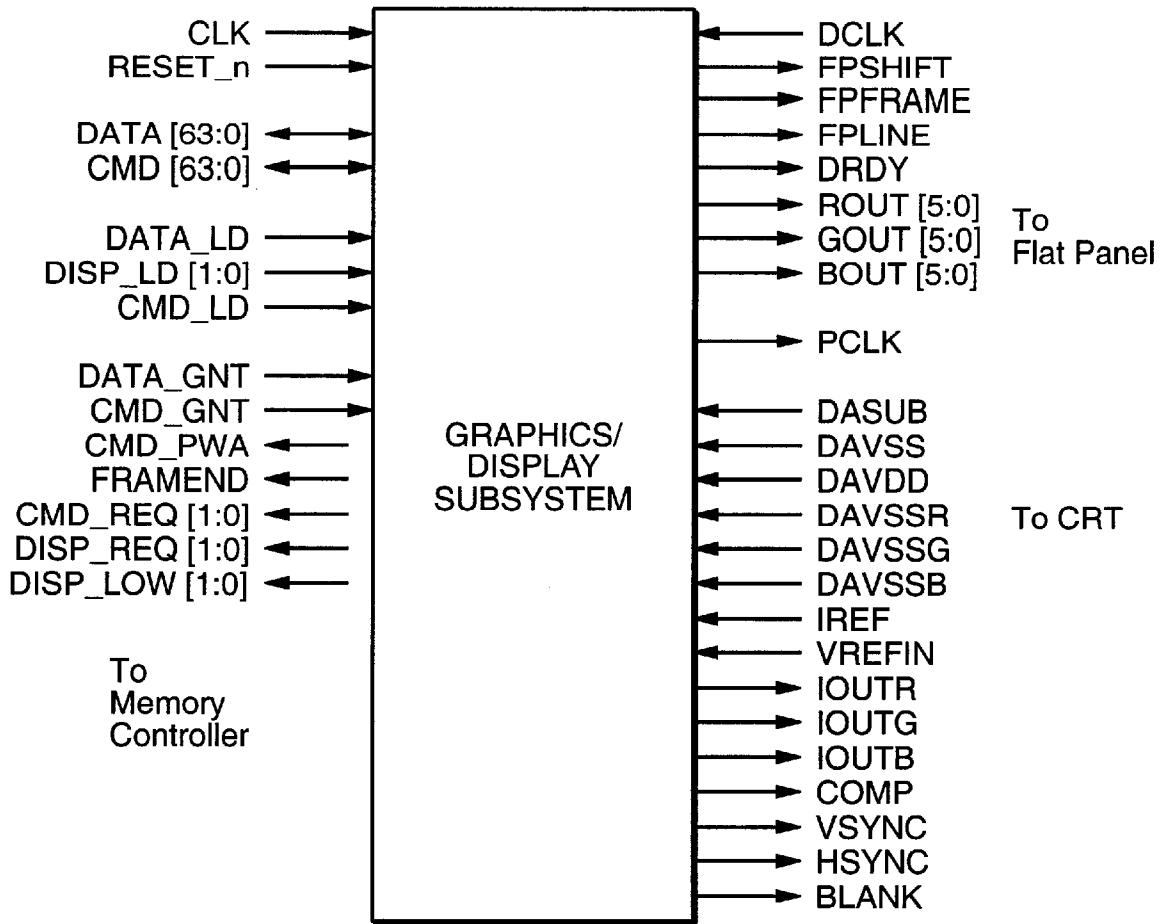 CLK
RESET_n
DATA [63:0]
CMD [63:0]
DATA_LD
DISP_LD [1:0]
CMD_LD
DATA_GNT
CMD_GNT
CMD_PWA
FRAMEND
CMD_REQ [1:0]
DISP_REQ [1:0]
DISP_LOW [1:0]
To
Memory
Controller
GRAPHICS/
DISPLAY
SUBSYSTEM
DCLK
FPSHIFT
FPFRAME
FPLINE
DRDY
ROUT [5:0]
GOUT [5:0]
BOUT [5:0]
To
Flat Panel
PCLK
DASUB
DAVSS
DAVDD
DAVSSR
DAVSSG
DAVSSB
IREF
VREFIN
IOUTR
IOUTG
IOUTB
COMP
VSYNC
HSYNC
BLANK
To CRT